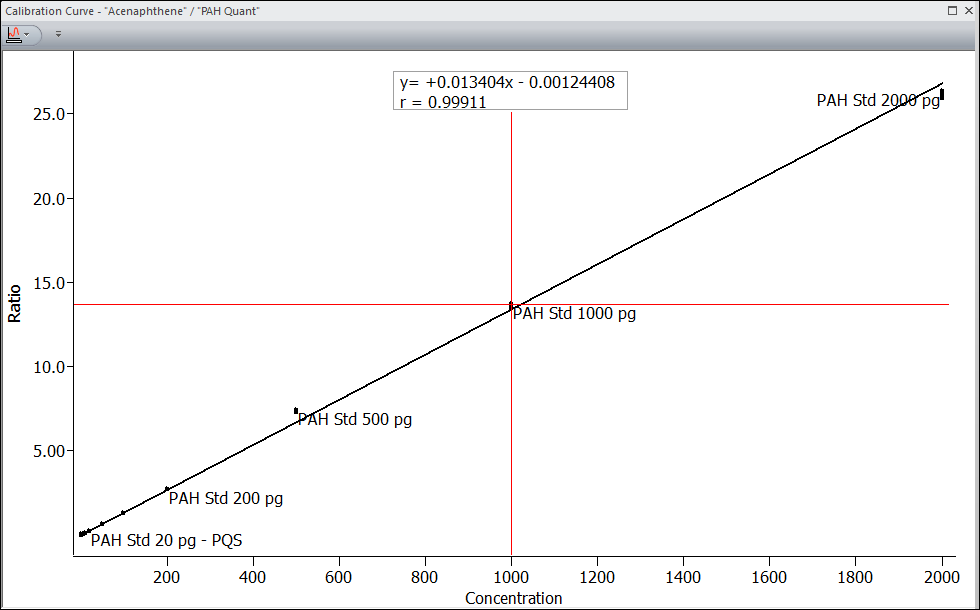 Calibration Curve - "Acenaphthene" / "PAH Quant"
y= +0.013404x - 0.00124408
r = 0.99911
PAH Std 2000 pg
25.0
20.0
15.0
Ratio
PAH Std 1000 pg
10.0
PAH Std 500 pg
5.00
PAH Std 200 pg
PAH Std 20 pg - PQS
200 400 600 800 1000 1200 1400 1600 1800 2000
Concentration